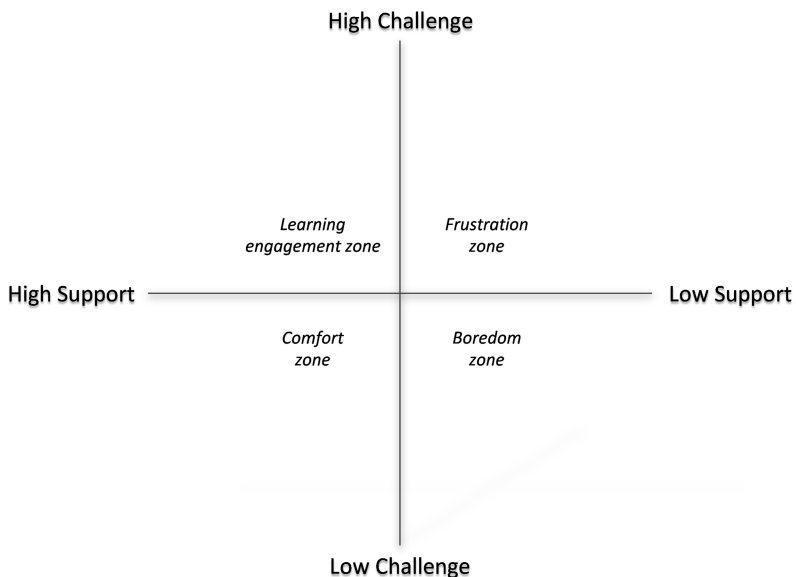 High Challenge
Learning
engagement zone
Frustration
zone
High Support
Low Support
Comfort
zone
Boredom
zone
Low Challenge